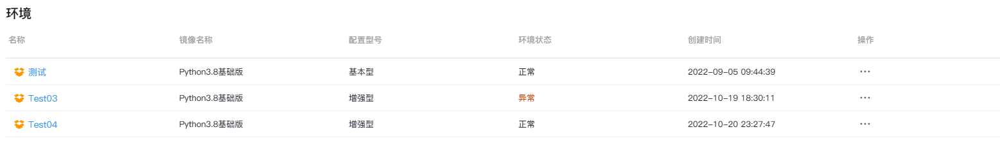 环境
名称 镜像名称 配置型号 环境状态 创建时间 操作
测试 Python3.8基础版 基本型 正常 2022-09-05 09:44:39 ···
Test03 Python3.8基础版 增强型 异常 2022-10-19 18:30:11 ···
Test04 Python3.8基础版 增强型 正常 2022-10-20 23:27:47 ···